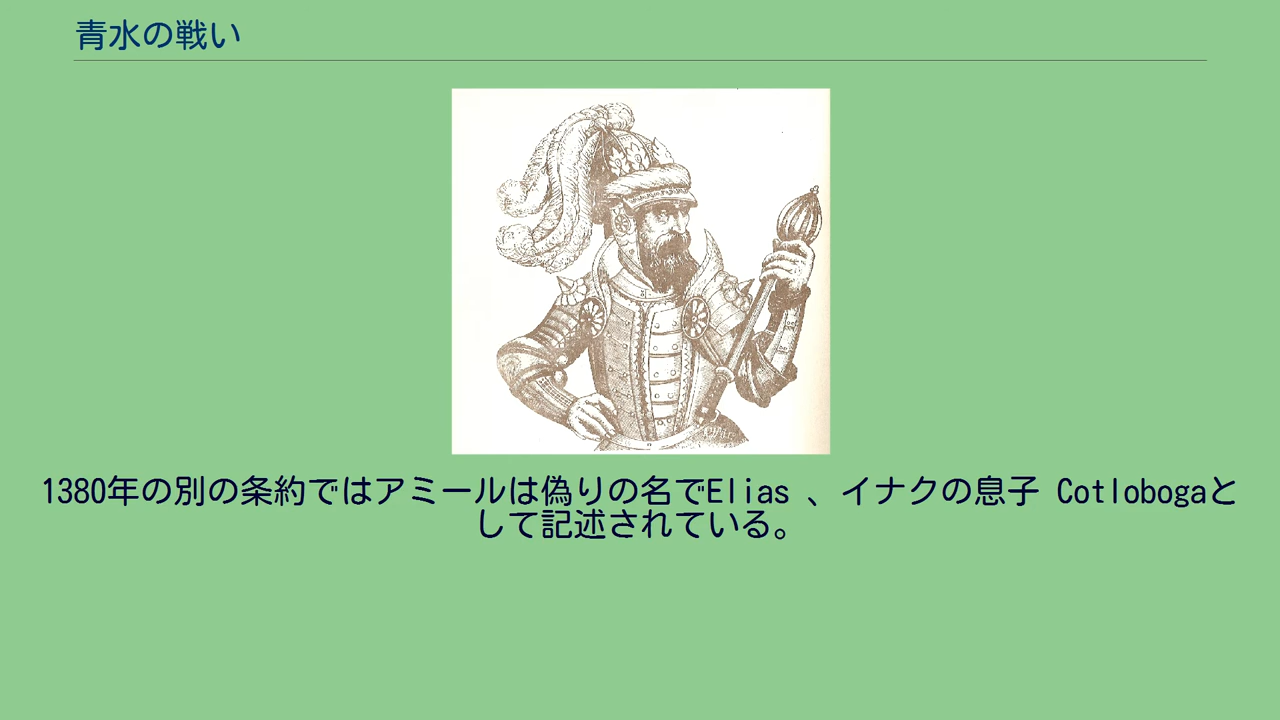 青水の戦い
1380年の別の条約ではアミールは偽りの名でElias 、イナクの息子 Cotlobogaと
して記述されている。